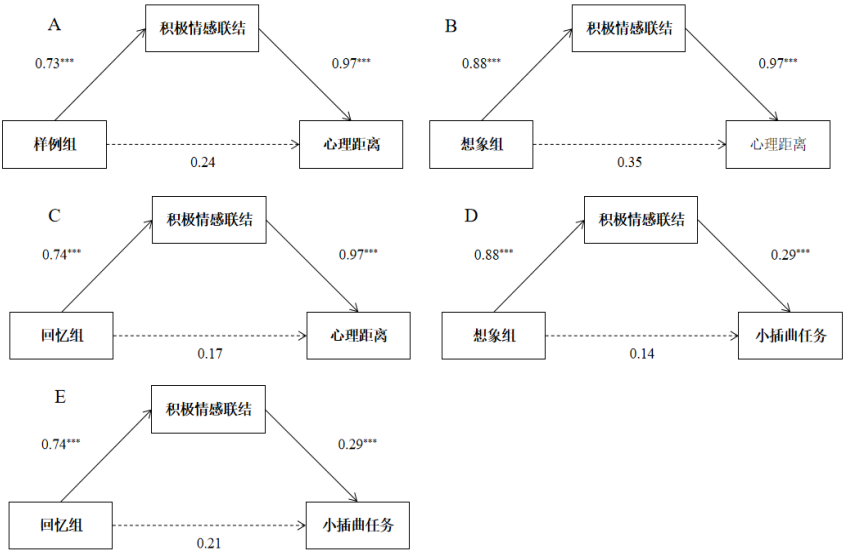 A
积极情感联结
0.73***
0.97***
样例组
0.24
心理距离
B
积极情感联结
0.88***
0.97***
想象组
0.35
心理距离
C
积极情感联结
0.74***
0.97***
回忆组
0.17
心理距离
D
积极情感联结
0.88***
0.29***
想象组
0.14
小插曲任务
E
积极情感联结
0.74***
0.29***
回忆组
0.21
小插曲任务